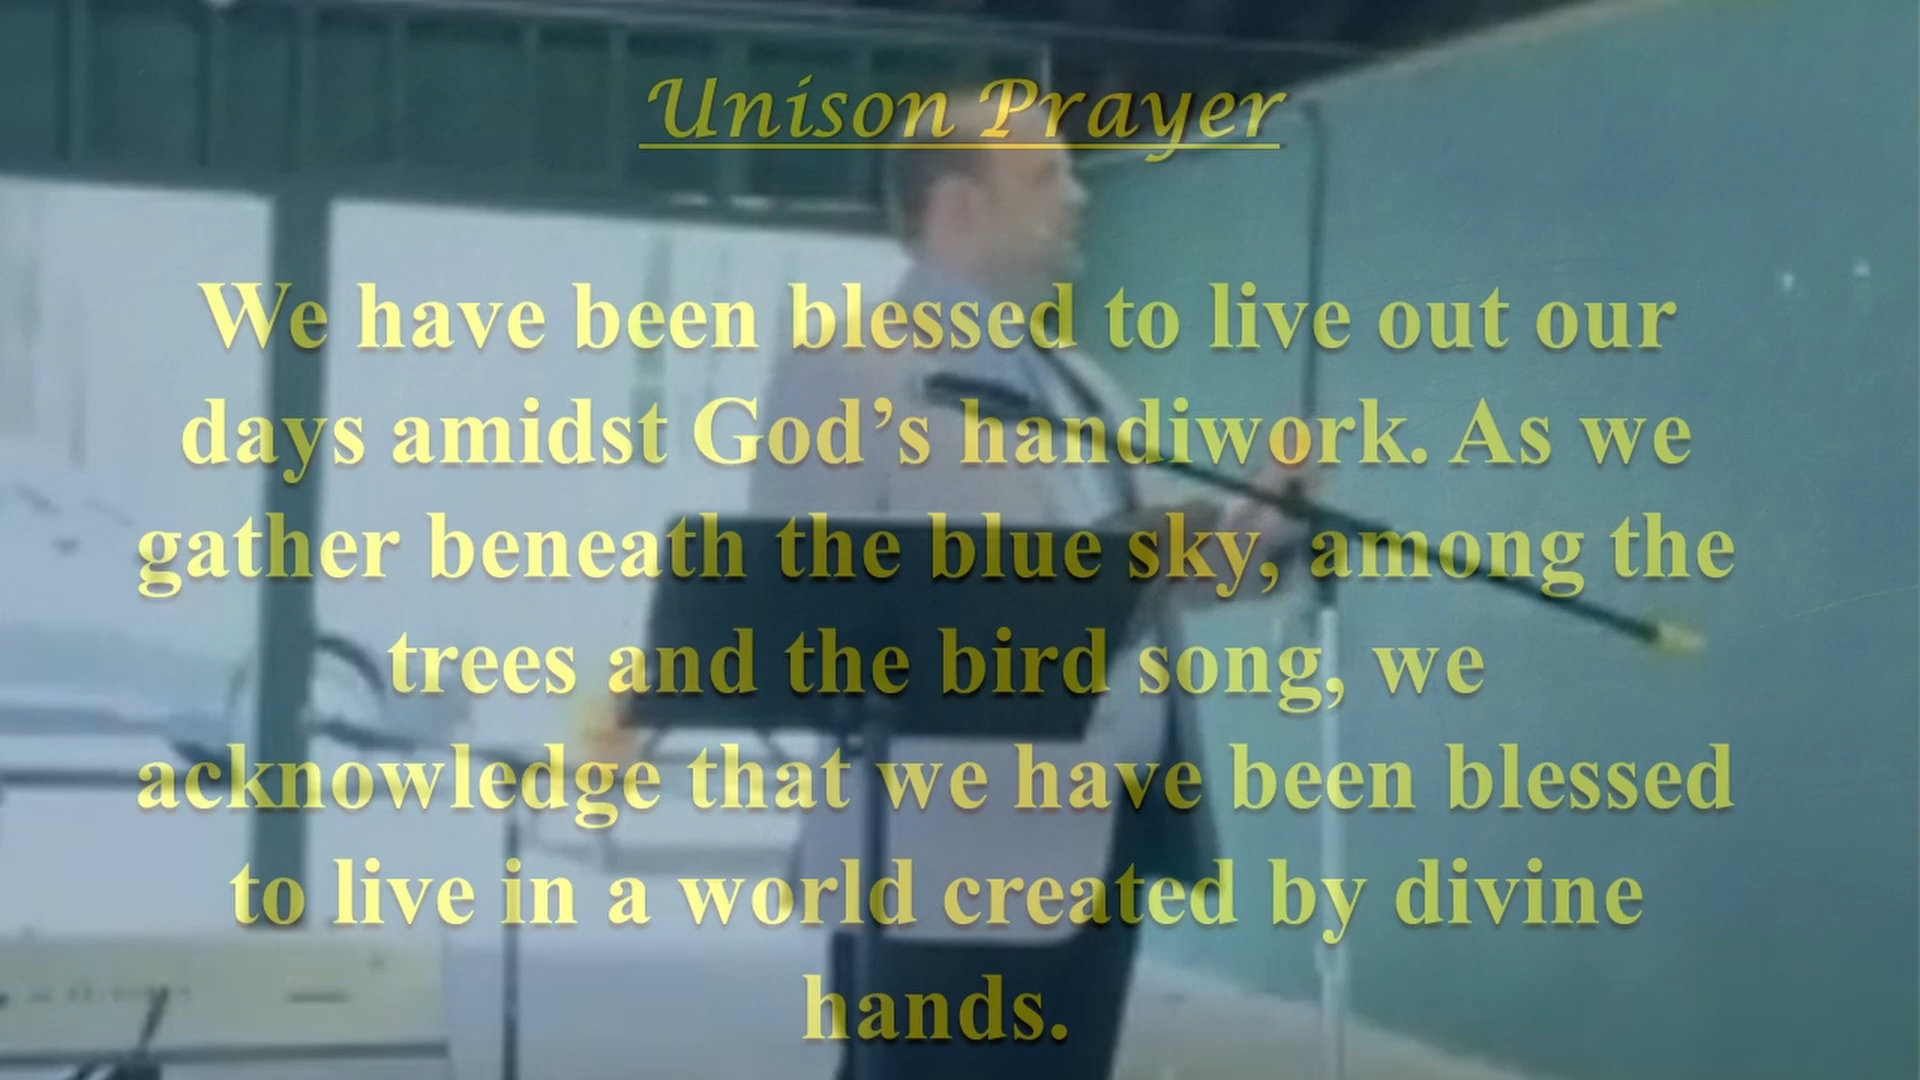 Unison Prayer
We have been blessed to live out our
days amidst God’s handiwork. As we
gather beneath the blue sky, among the
trees and the bird song, we
acknowledge that we have been blessed
to live in a world created by divine
hands.